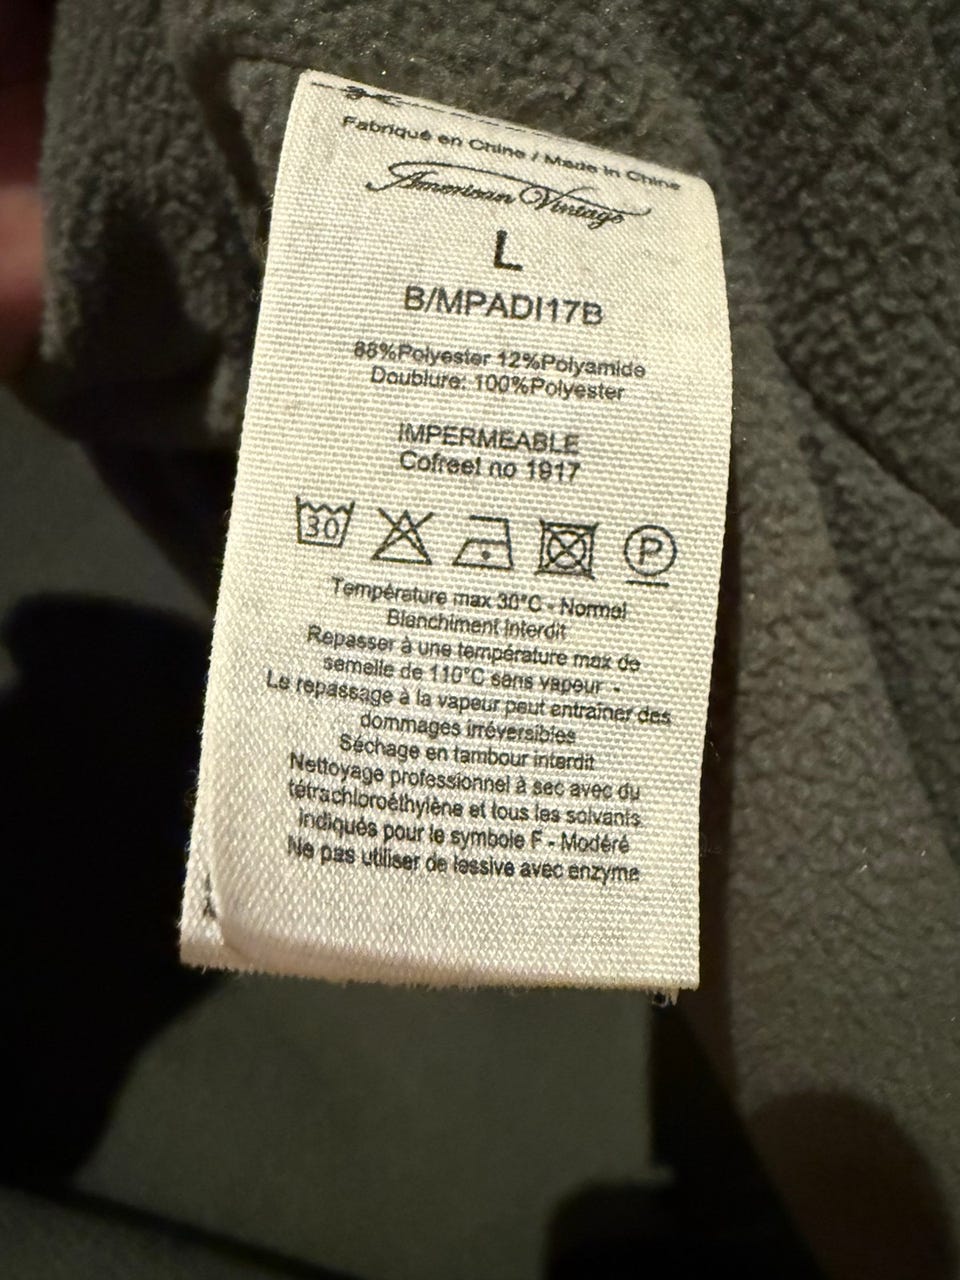 Fabriqué en Chine / Made in China
American Vintage
L
B/MPADI17B
88%Polyester 12%Polyamide
Doublure: 100%Polyester
IMPERMEABLE
Cofreet no 1917
30 P
Température max 30°C - Normal
Blanchiment interdit
Repasser à une température max de
semelle de 110°C sans vapeur -
Le repassage à la vapeur peut entraîner des
dommages irréversibles
Séchage en tambour interdit
Nettoyage professionnel à sec avec du
tétrachloroéthylène et tous les solvants
indiqués pour le symbole F - Modéré
Ne pas utiliser de lessive avec enzyme